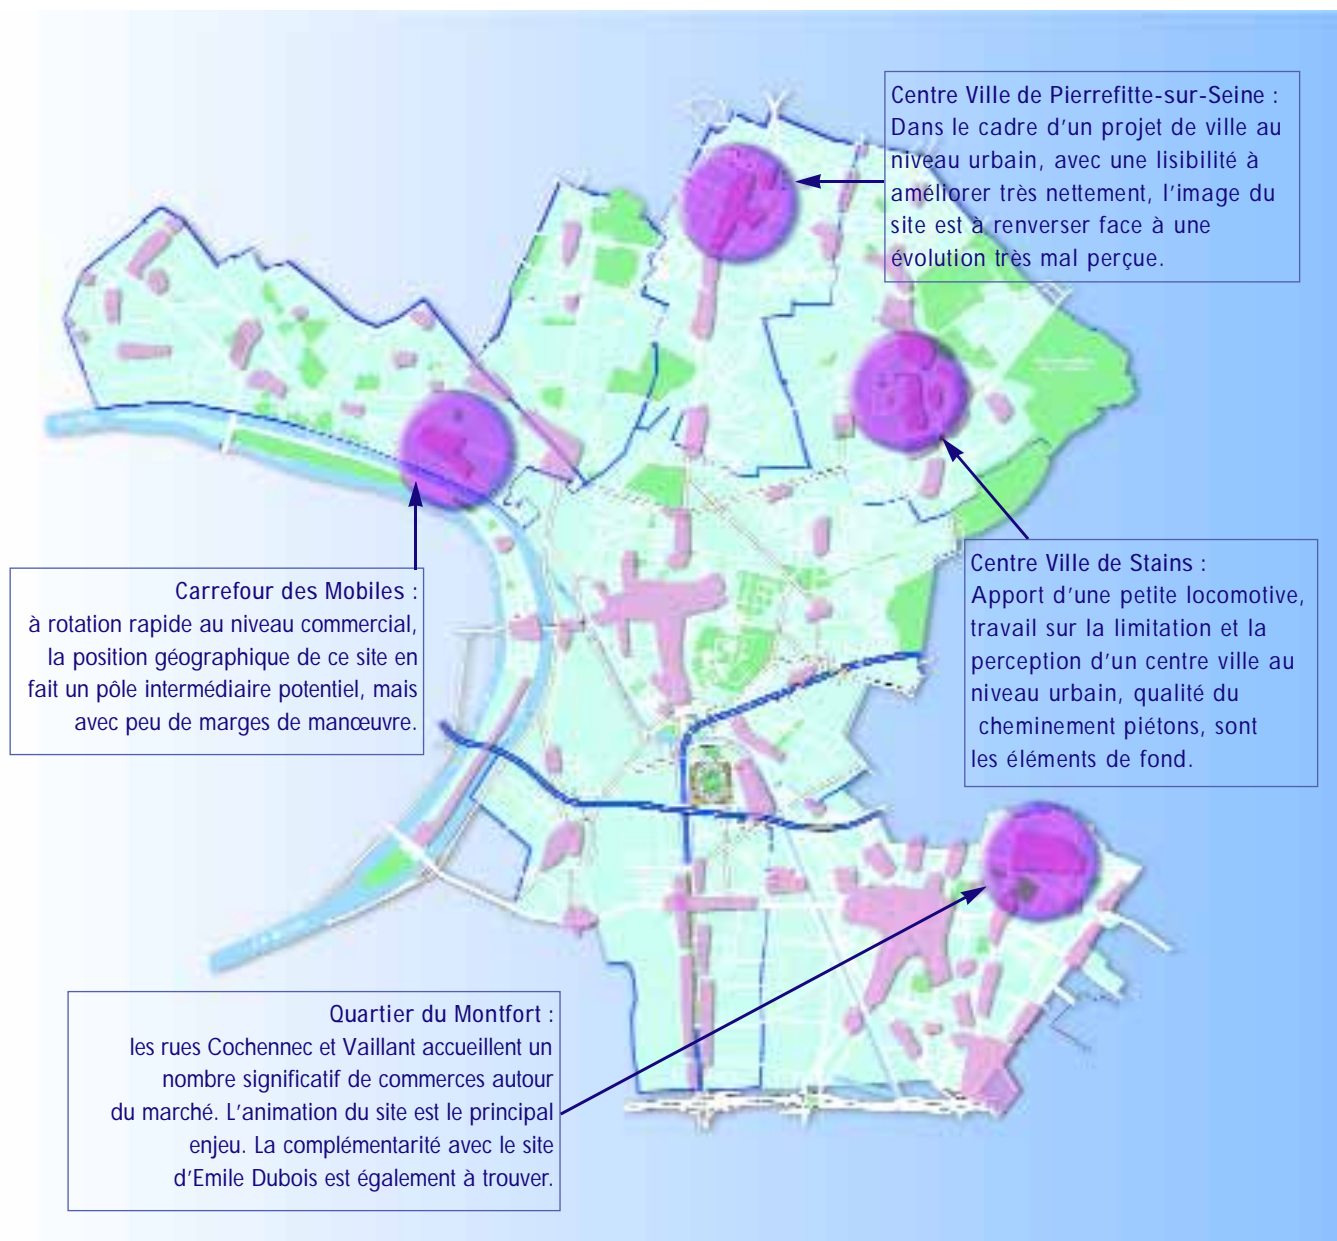 Centre Ville de Pierrefitte-sur-Seine :
Dans le cadre d'un projet de ville au
niveau urbain, avec une lisibilité à
améliorer très nettement, l'image du
site est à renverser face à une
évolution très mal perçue.
Carrefour des Mobiles :
à rotation rapide au niveau commercial,
la position géographique de ce site en
fait un pôle intermédiaire potentiel, mais
avec peu de marges de manœuvre.
Centre Ville de Stains :
Apport d'une petite locomotive,
travail sur la limitation et la
perception d'un centre ville au
niveau urbain, qualité du
cheminement piétons, sont
les éléments de fond.
Quartier du Montfort :
les rues Cochennec et Vaillant accueillent un
nombre significatif de commerces autour
du marché. L'animation du site est le principal
enjeu. La complémentarité avec le site
d'Emile Dubois est également à trouver.